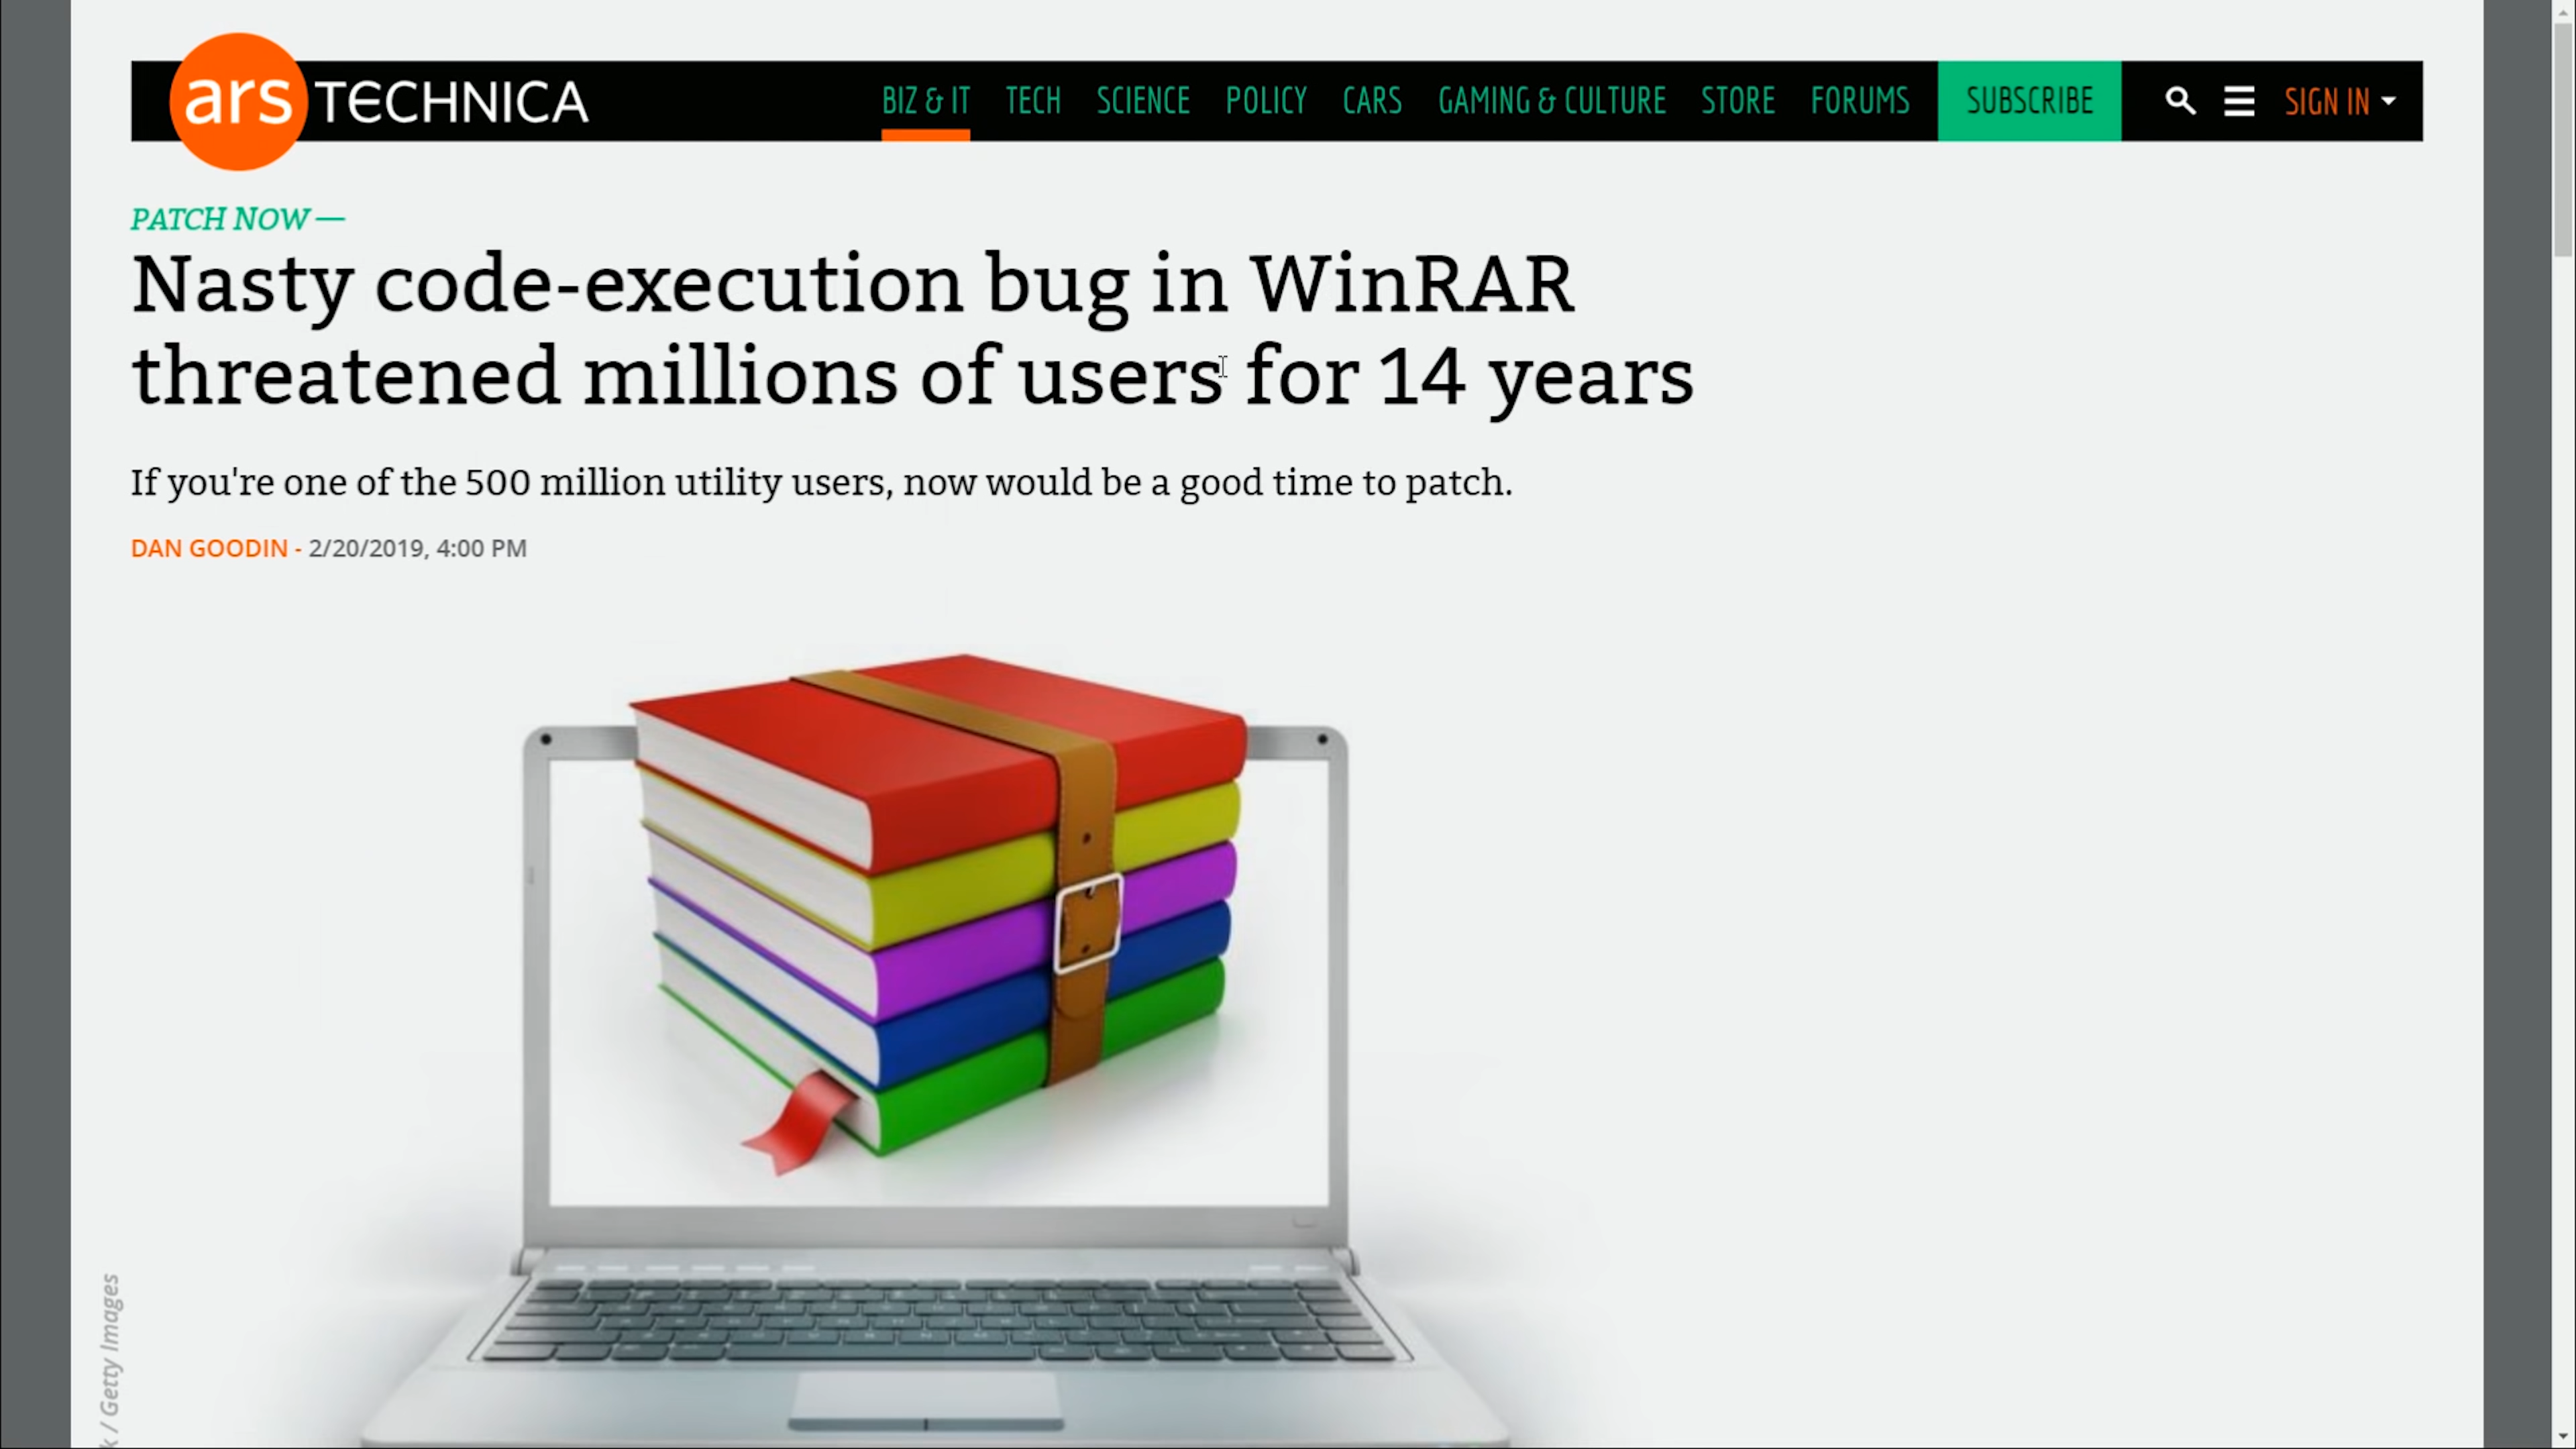 ars TECHNICA
BIZ & IT TECH SCIENCE POLICY CARS GAMING & CULTURE STORE FORUMS SUBSCRIBE SIGN IN
PATCH NOW —
Nasty code-execution bug in WinRAR
threatened millions of users for 14 years
If you're one of the 500 million utility users, now would be a good time to patch.
DAN GOODIN - 2/20/2019, 4:00 PM
/ Getty Images